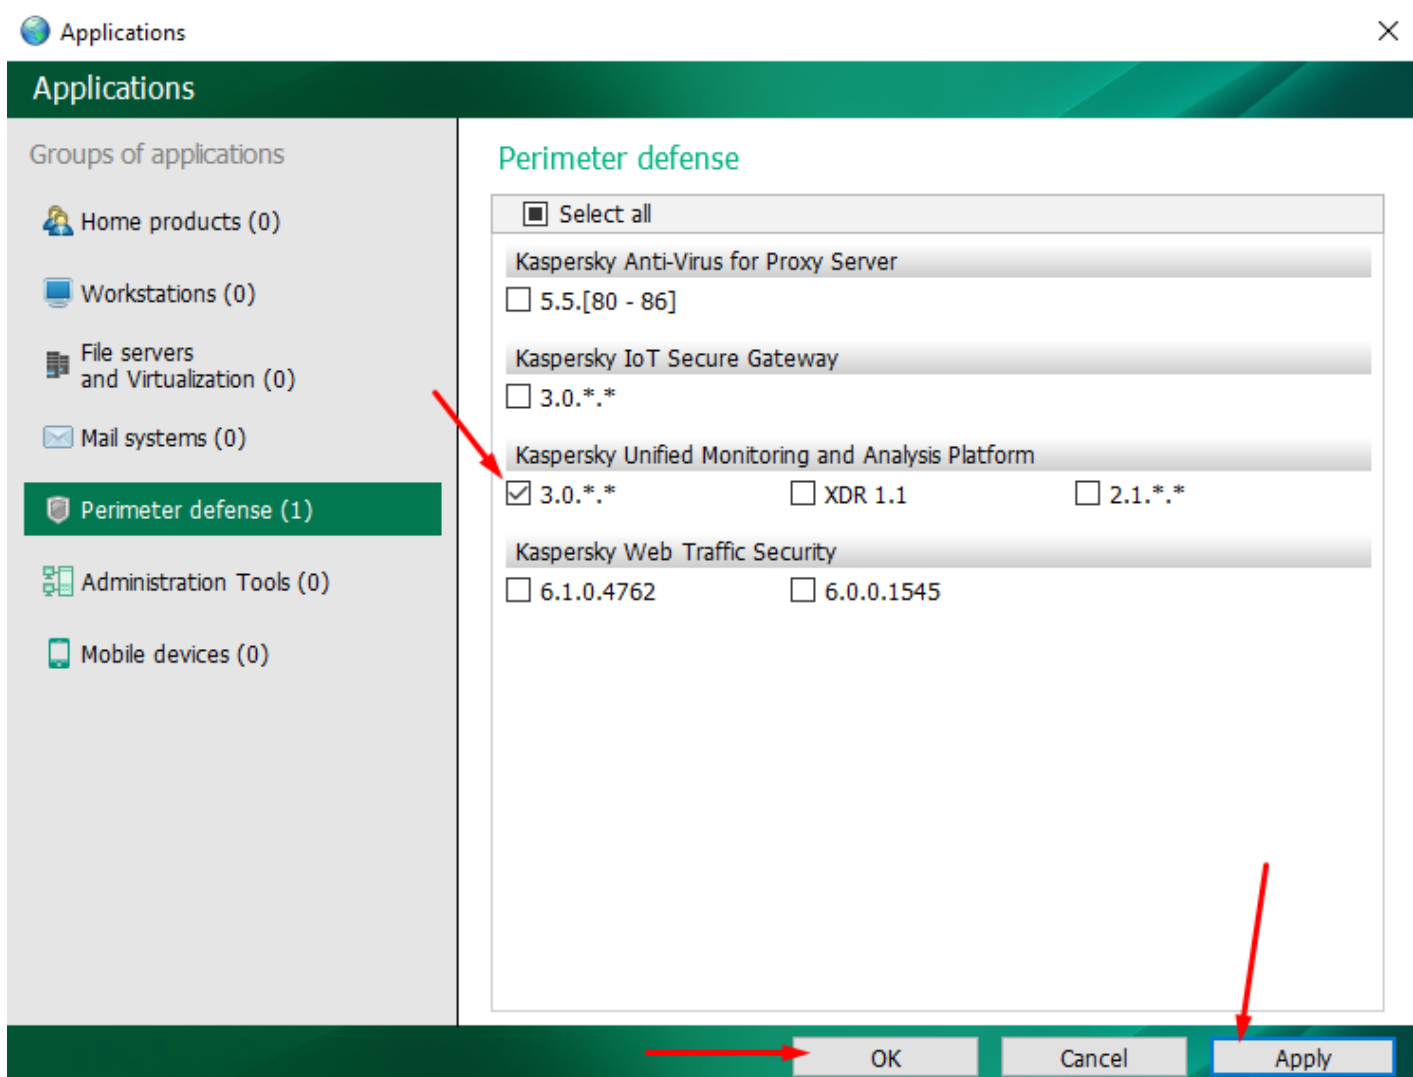 Applications
Applications
Groups of applications
Home products (0)
Workstations (0)
File servers
and Virtualization (0)
Mail systems (0)
Perimeter defense (1)
Administration Tools (0)
Mobile devices (0)
Perimeter defense
Select all
Kaspersky Anti-Virus for Proxy Server
5.5.[80 - 86]
Kaspersky IoT Secure Gateway
3.0.*.*
Kaspersky Unified Monitoring and Analysis Platform
3.0.*.* XDR 1.1 2.1.*.*
Kaspersky Web Traffic Security
6.1.0.4762 6.0.0.1545
OK Cancel Apply